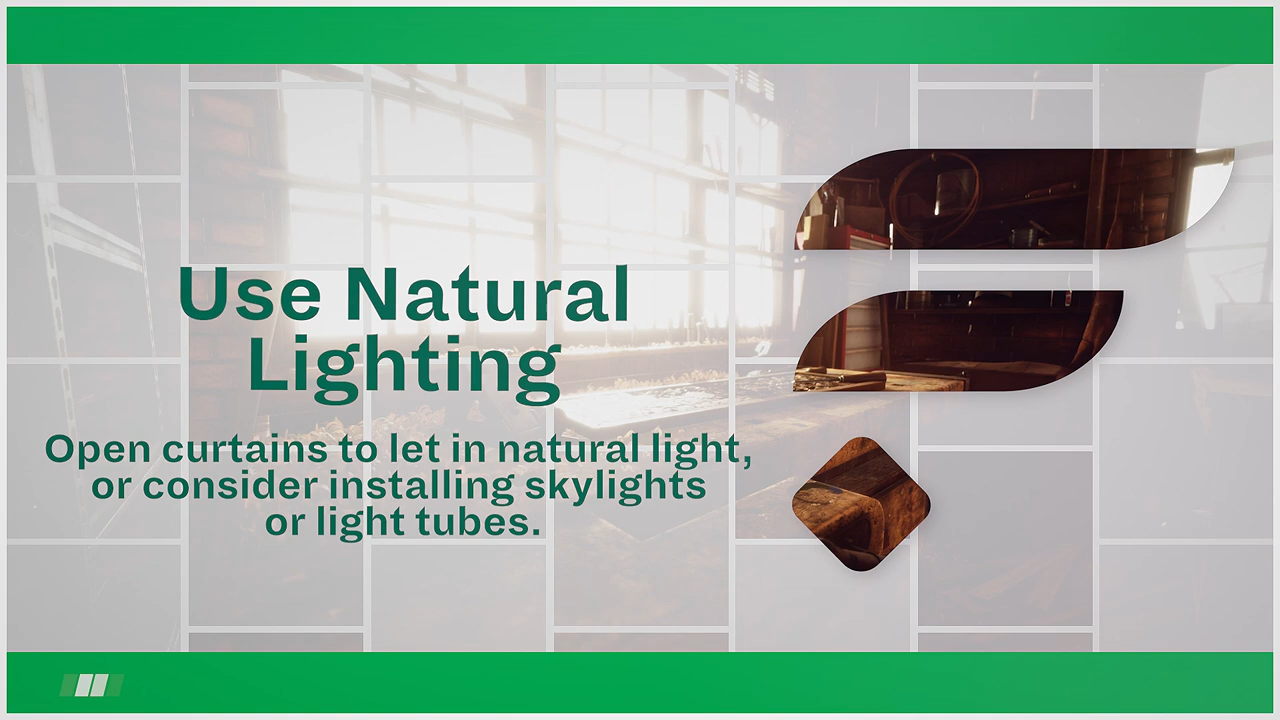 Use Natural
Lighting
Open curtains to let in natural light,
or consider installing skylights
or light tubes.